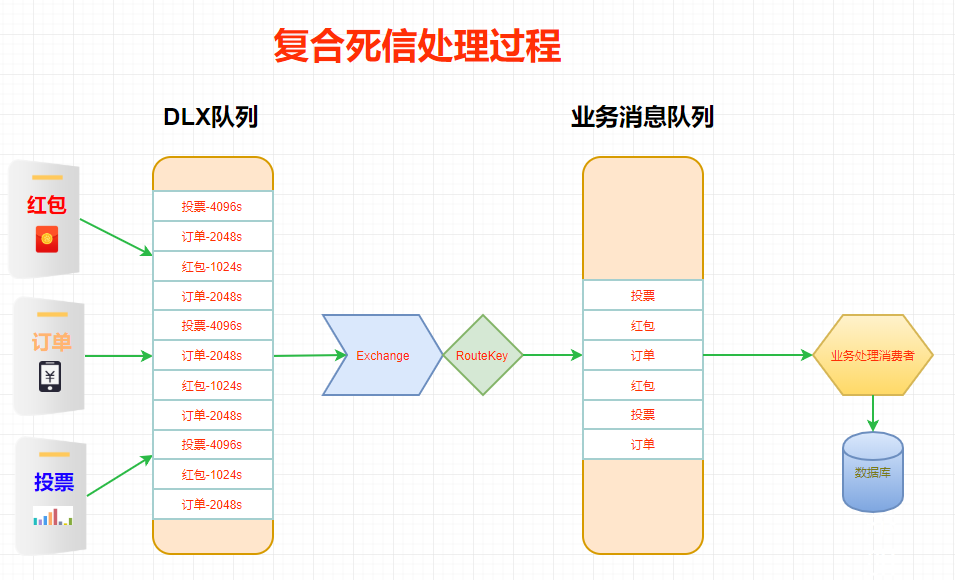 复合死信处理过程
DLX队列
业务消息队列
红包
订单
¥
投票
投票-4096s
订单-2048s
红包-1024s
订单-2048s
投票-4096s
订单-2048s
红包-1024s
订单-2048s
投票-4096s
红包-1024s
订单-2048s
Exchange
RouteKey
投票
红包
订单
红包
投票
订单
业务处理消费者
数据库